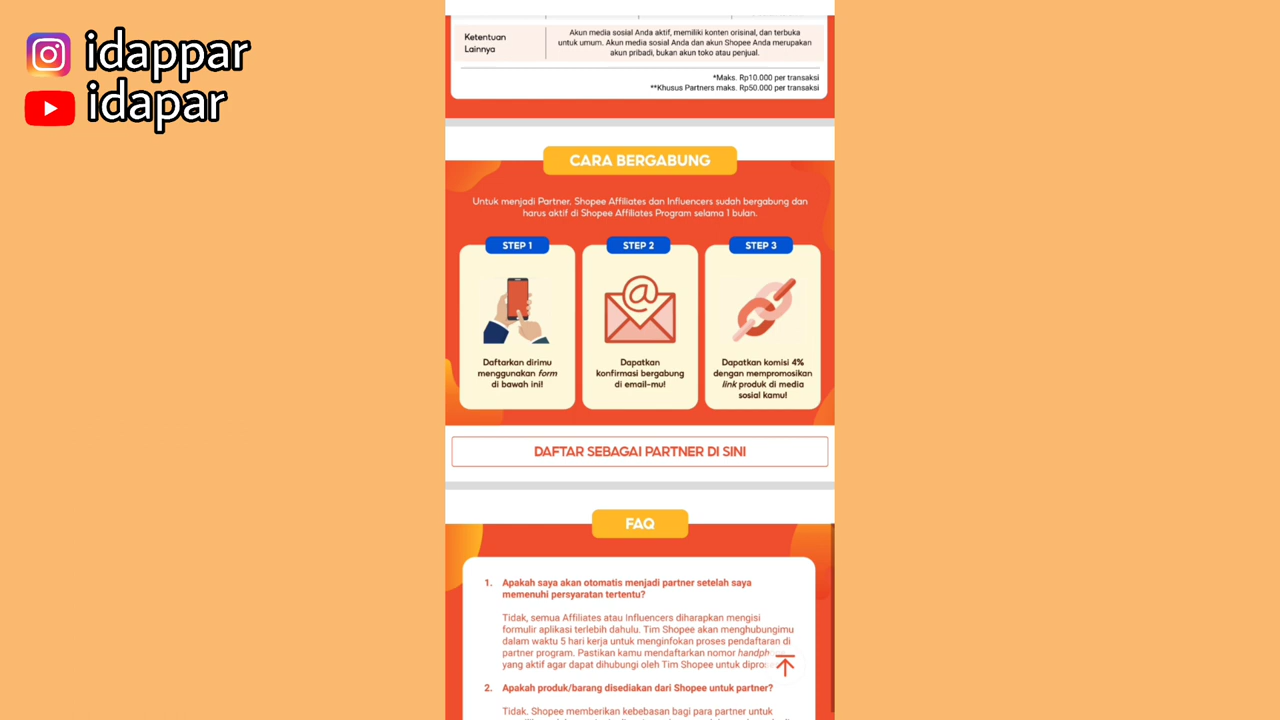 idappar
idapar
Ketentuan
Lainnya
Akun media sosial Anda aktif, memiliki konten orisinal, dan terbuka
untuk umum. Akun media sosial Anda dan akun Shopee Anda merupakan
akun pribadi, bukan akun toko atau penjual.
*Maks. Rp10.000 per transaksi
**Khusus Partners maks. Rp50.000 per transaksi
CARA BERGABUNG
Untuk menjadi Partner, Shopee Affiliates dan Influencers sudah bergabung dan
harus aktif di Shopee Affiliates Program selama 1 bulan.
STEP 1
Daftarkan dirimu
menggunakan form
di bawah ini!
STEP 2
Dapatkan
konfirmasi bergabung
di email-mu!
STEP 3
Dapatkan komisi 4%
dengan mempromosikan
link produk di media
sosial kamu!
DAFTAR SEBAGAI PARTNER DI SINI
FAQ
1. Apakah saya akan otomatis menjadi partner setelah saya
memenuhi persyaratan tertentu?
Tidak, semua Affiliates atau Influencers diharapkan mengisi
formulir aplikasi terlebih dahulu. Tim Shopee akan menghubungimu
dalam waktu 5 hari kerja untuk menginfokan proses pendaftaran di
partner program. Pastikan kamu mendaftarkan nomor
yang aktif agar dapat dihubungi oleh Tim Shopee untuk
2. Apakah produk/barang disediakan dari Shopee untuk partner?
Tidak. Shopee memberikan kebebasan bagi para partner untuk